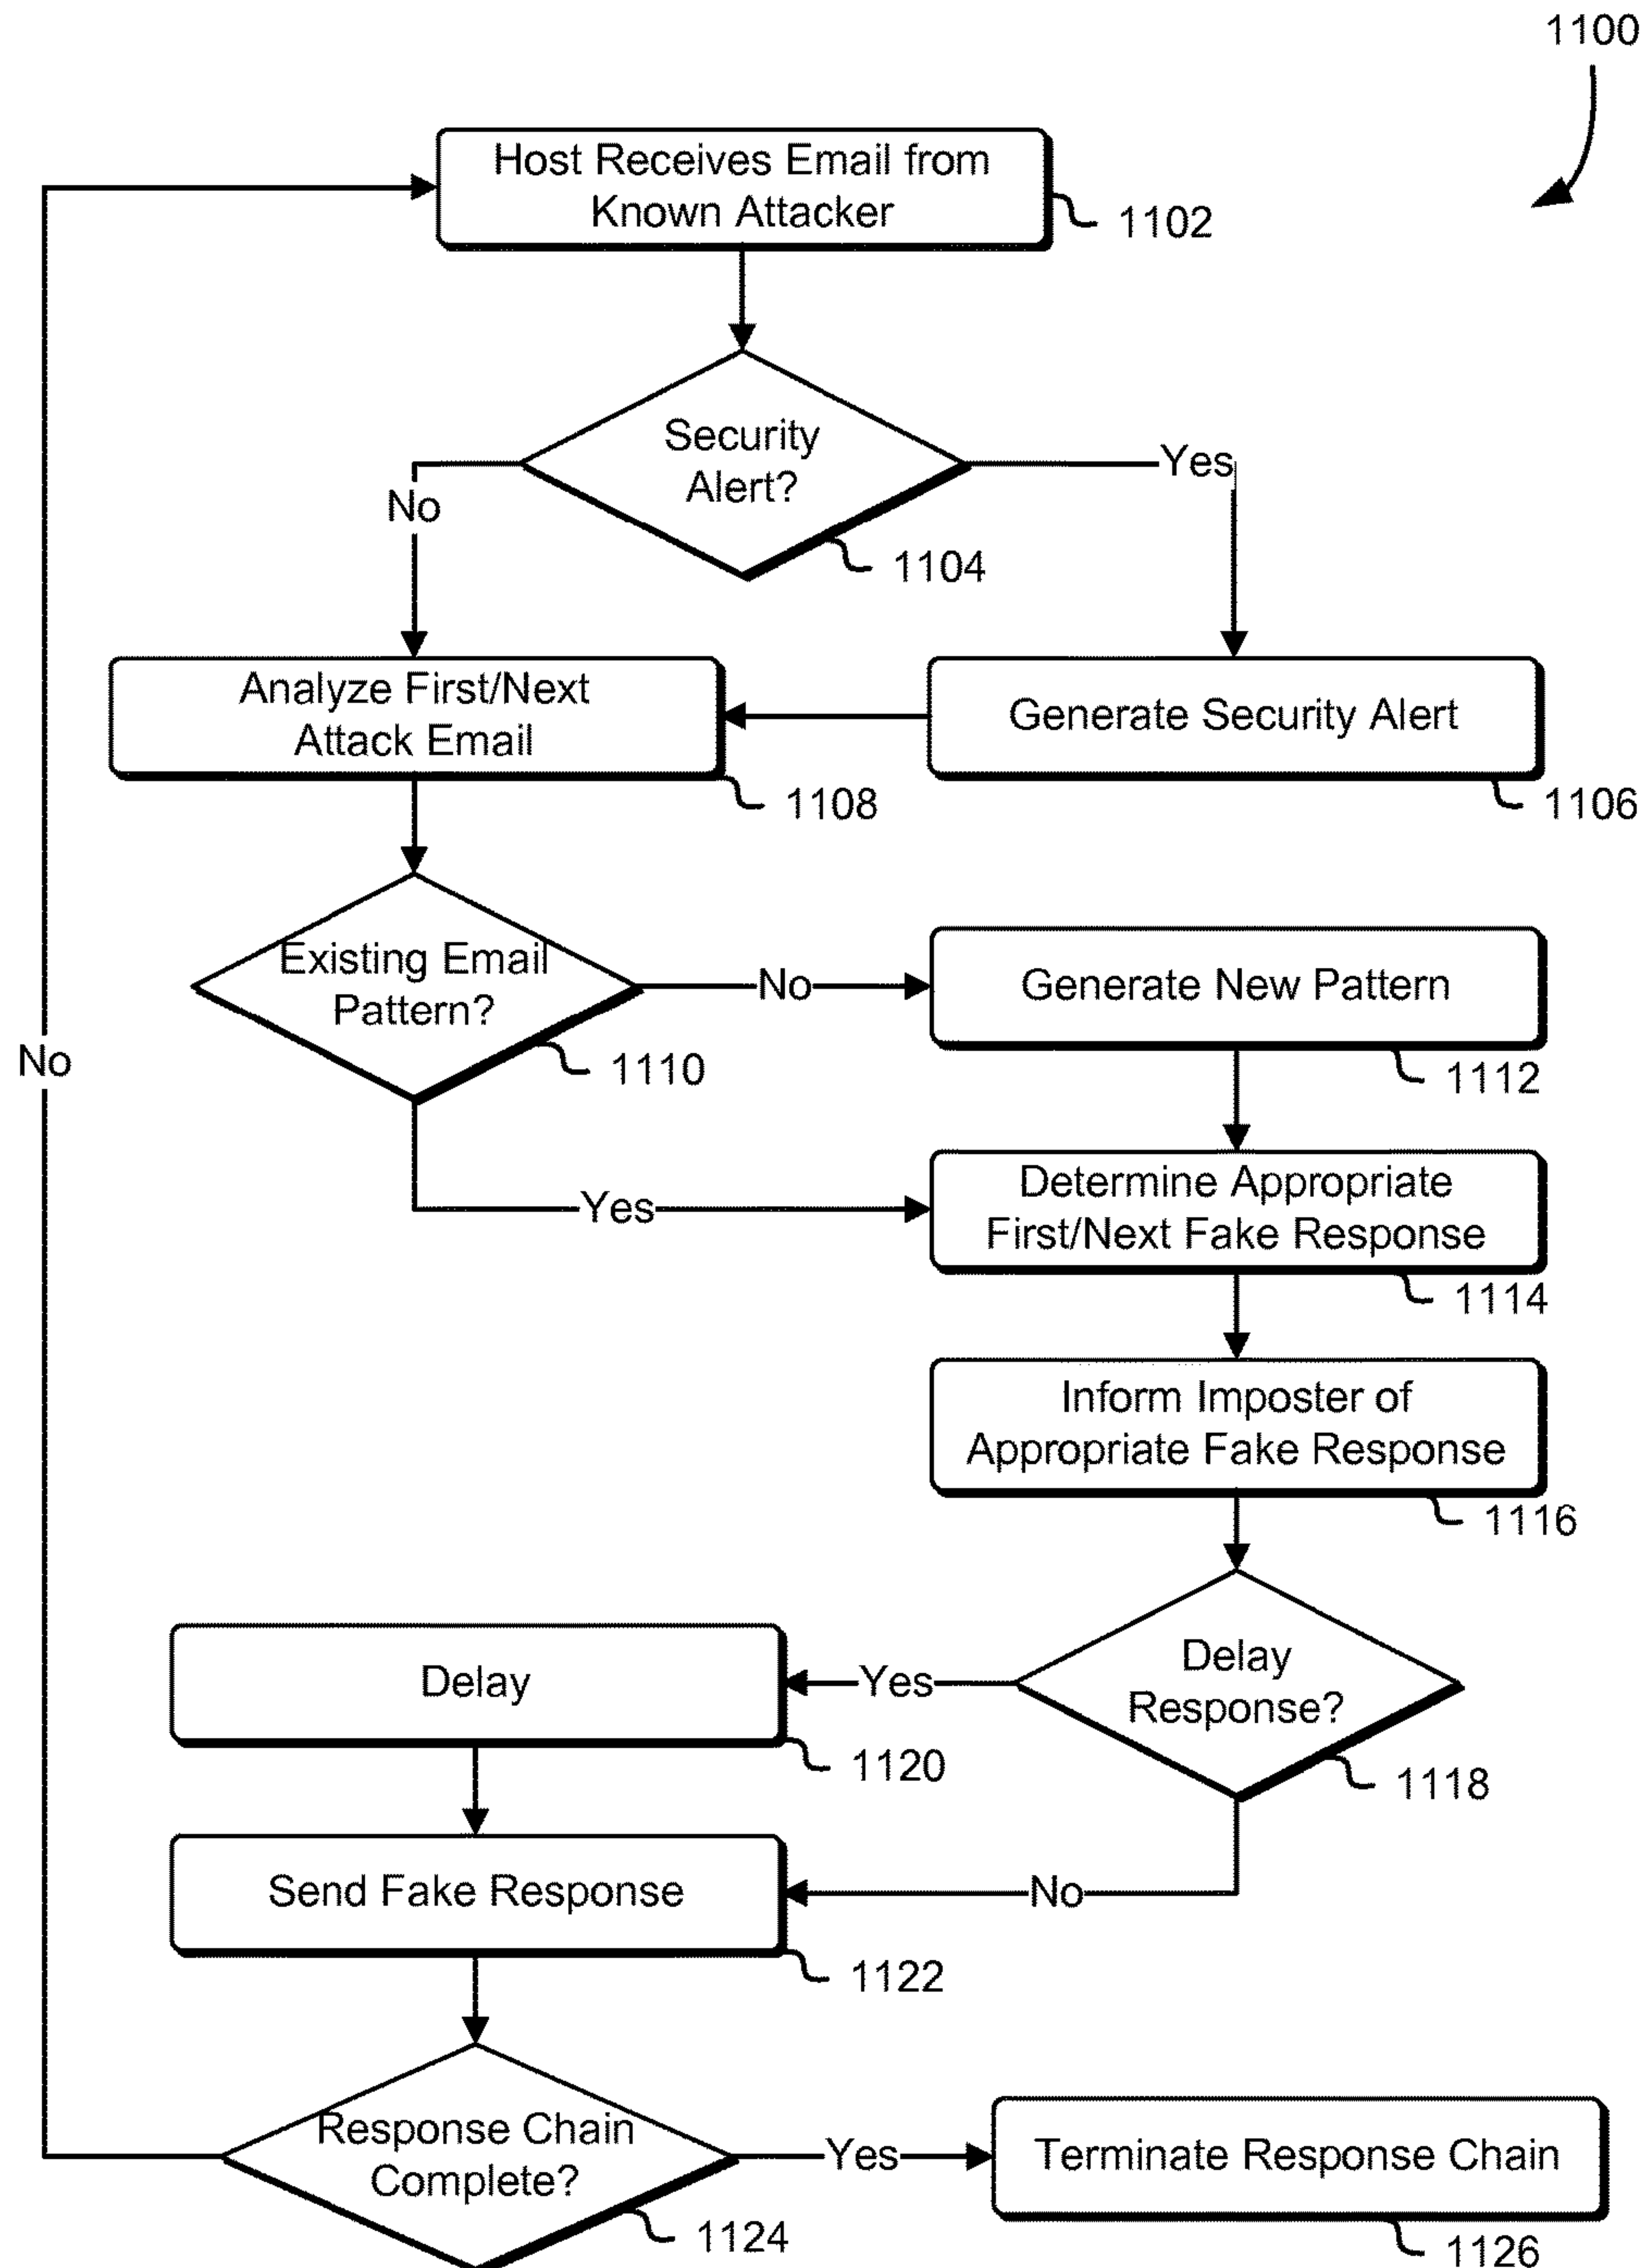 1100
Host Receives Email from
Known Attacker
1102
Security
Alert?
Yes
No
1104
Analyze First/Next
Attack Email
Generate Security Alert
1108
1106
Existing Email
Pattern?
No
Generate New Pattern
No
1110
1112
Yes
Determine Appropriate
First/Next Fake Response
1114
Inform Imposter of
Appropriate Fake Response
1116
Delay
Yes
Delay
Response?
1120
1118
Send Fake Response
No
1122
Response Chain
Complete?
Yes
Terminate Response Chain
1124
1126